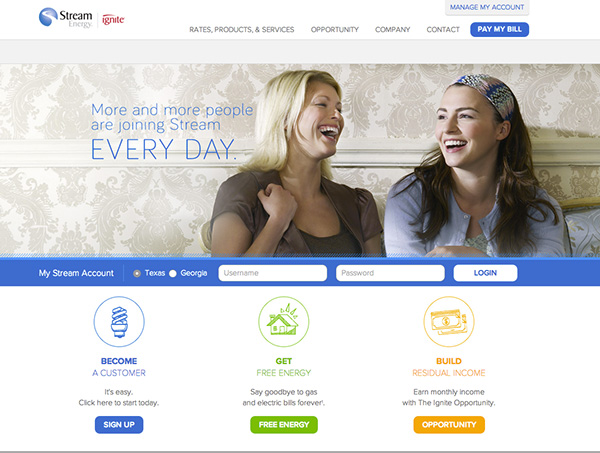 MANAGE MY ACCOUNT
Stream
Energy
ignite
RATES, PRODUCTS, & SERVICES
OPPORTUNITY
COMPANY
CONTACT
PAY MY BILL
More and more people
are joining Stream
EVERY DAY.
My Stream Account
Texas
Georgia
Username
Password
LOGIN
BECOME
A CUSTOMER
It's easy.
Click here to start today.
SIGN UP
GET
FREE ENERGY
Say goodbye to gas
and electric bills forever¹.
FREE ENERGY
BUILD
RESIDUAL INCOME
Earn monthly income
with The Ignite Opportunity.
OPPORTUNITY